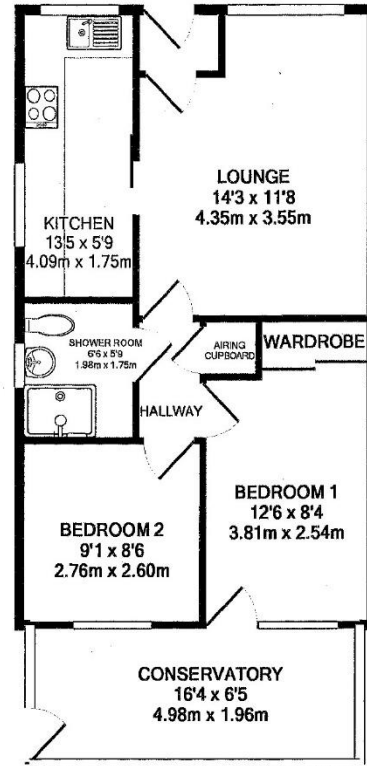 LOUNGE
14'3 x 11'8
4.35m x 3.55m
KITCHEN
13'5 x 5'9
4.09m x 1.75m
SHOWER ROOM
6'6 x 5'9
1.98m x 1.75m
AIRING
CUPBOARD
WARDROBE
HALLWAY
BEDROOM 1
12'6 x 8'4
3.81m x 2.54m
BEDROOM 2
9'1 x 8'6
2.76m x 2.60m
CONSERVATORY
16'4 x 6'5
4.98m x 1.96m